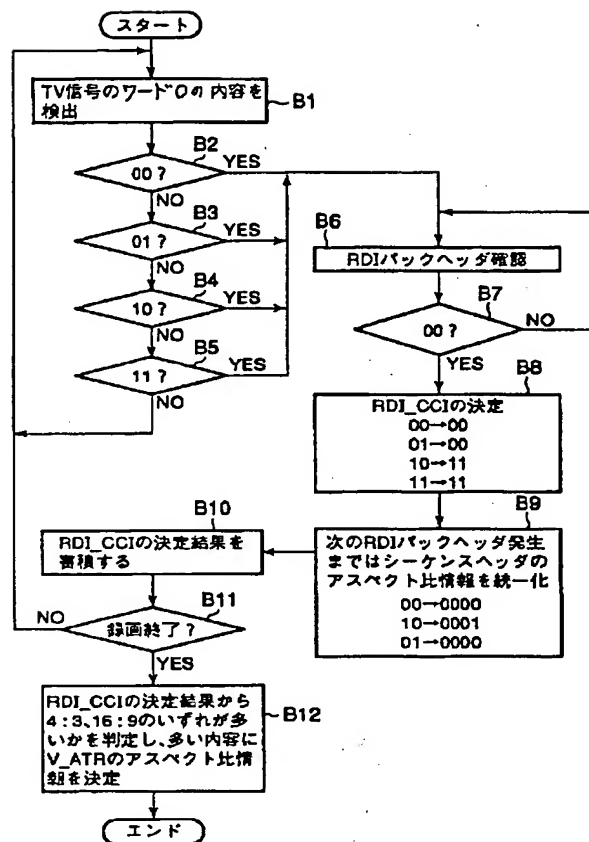 スタート
TV信号のワード0の内容を
検出
B1
B2
00?
YES
NO
B3
01?
YES
NO
B4
10?
YES
NO
B5
11?
YES
NO
B6
RDIパックヘッダ確認
B7
00?
NO
YES
B8
RDI_CCIの決定
00→00
01→00
10→11
11→11
B9
次のRDIパックヘッダ発生
まではシーケンスヘッダの
アスペクト比情報を統一化
00→0000
10→0001
01→0000
B10
RDI_CCIの決定結果を
蓄積する
B11
録画終了?
NO
YES
RDI_CCIの決定結果から
4:3、16:9のいずれが多
いかを判定し、多い内容に
V_ATRのアスペクト比情
報を決定
B12
エンド